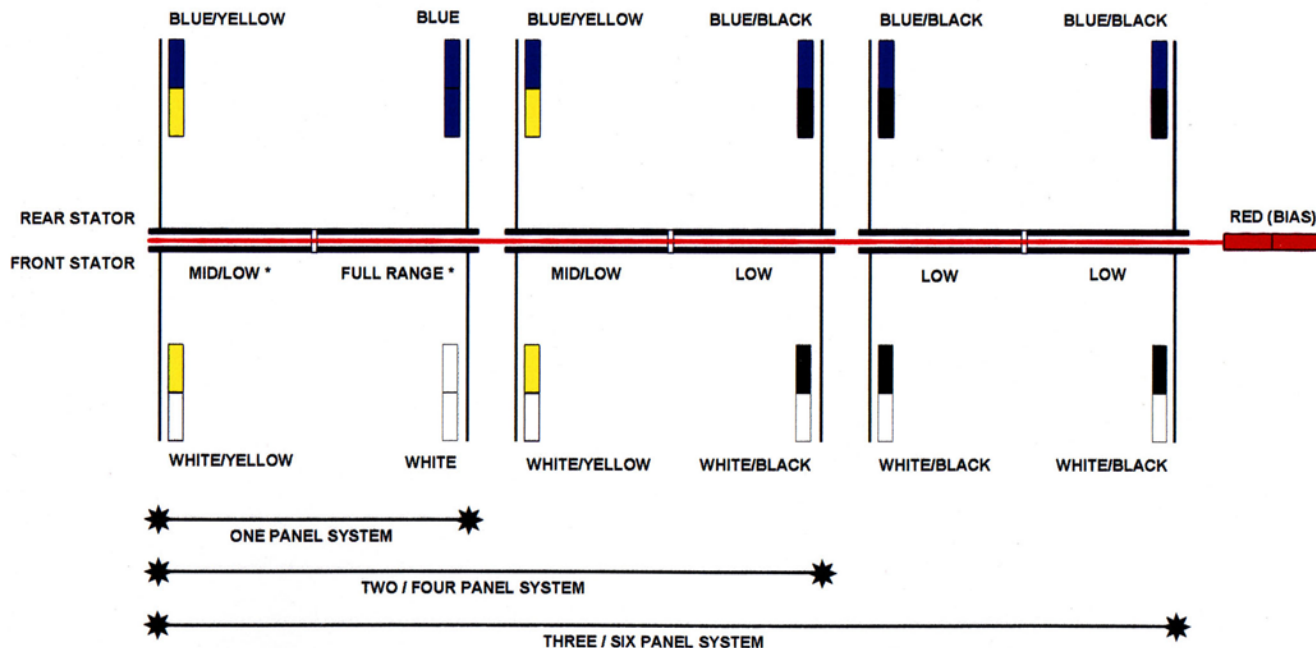 BLUE/YELLOW BLUE BLUE/YELLOW BLUE/BLACK BLUE/BLACK BLUE/BLACK
REAR STATOR RED (BIAS)
FRONT STATOR
MID/LOW * FULL RANGE * MID/LOW LOW LOW LOW
WHITE/YELLOW WHITE WHITE/YELLOW WHITE/BLACK WHITE/BLACK WHITE/BLACK
ONE PANEL SYSTEM
TWO / FOUR PANEL SYSTEM
THREE / SIX PANEL SYSTEM